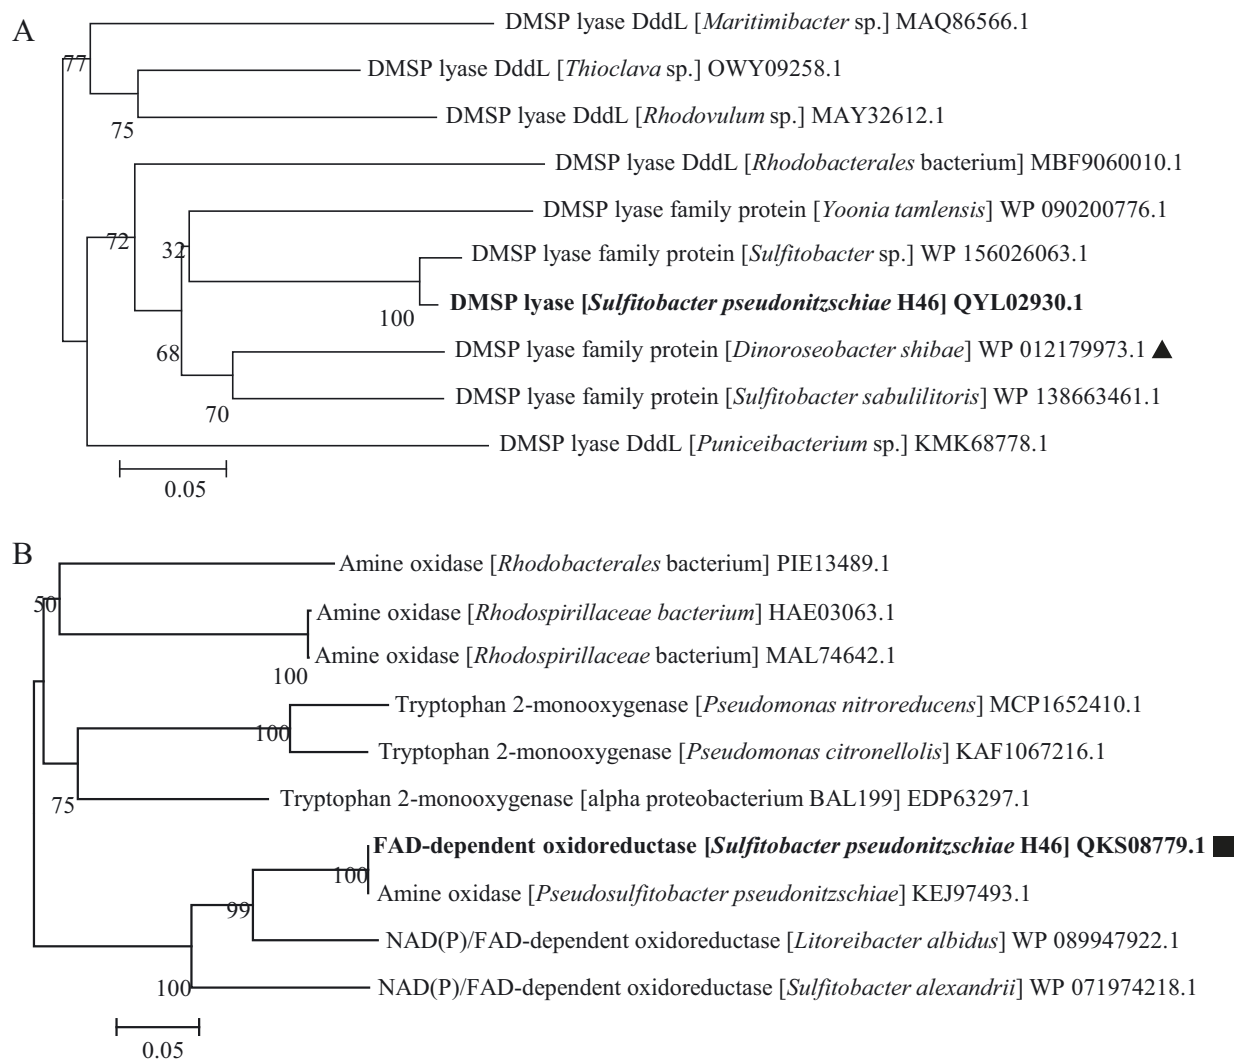 A
DMSP lyase DddL [Maritimibacter sp.] MAQ86566.1
77
DMSP lyase DddL [Thioclava sp.] OWY09258.1
DMSP lyase DddL [Rhodovulum sp.] MAY32612.1
75
DMSP lyase DddL [Rhodobacterales bacterium] MBF9060010.1
DMSP lyase family protein [Yoonia tamlensis] WP 090200776.1
72
32
DMSP lyase family protein [Sulfitobacter sp.] WP 156026063.1
DMSP lyase [Sulfitobacter pseudonitzschiae H46] QYL02930.1
100
DMSP lyase family protein [Dinoroseobacter shibae] WP 012179973.1 ▲
68
DMSP lyase family protein [Sulfitobacter sabulilitoris] WP 138663461.1
70
DMSP lyase DddL [Puniceibacterium sp.] KMK68778.1
0.05
B
Amine oxidase [Rhodobacterales bacterium] PIE13489.1
50
Amine oxidase [Rhodospirillaceae bacterium] HAE03063.1
Amine oxidase [Rhodospirillaceae bacterium] MAL74642.1
100
Tryptophan 2-monooxygenase [Pseudomonas nitroreducens] MCP1652410.1
100
Tryptophan 2-monooxygenase [Pseudomonas citronellolis] KAF1067216.1
Tryptophan 2-monooxygenase [alpha proteobacterium BAL199] EDP63297.1
75
FAD-dependent oxidoreductase [Sulfitobacter pseudonitzschiae H46] QKS08779.1 ■
100
Amine oxidase [Pseudosulfitobacter pseudonitzschiae] KEJ97493.1
99
NAD(P)/FAD-dependent oxidoreductase [Litoreibacter albidus] WP 089947922.1
NAD(P)/FAD-dependent oxidoreductase [Sulfitobacter alexandrii] WP 071974218.1
100
0.05